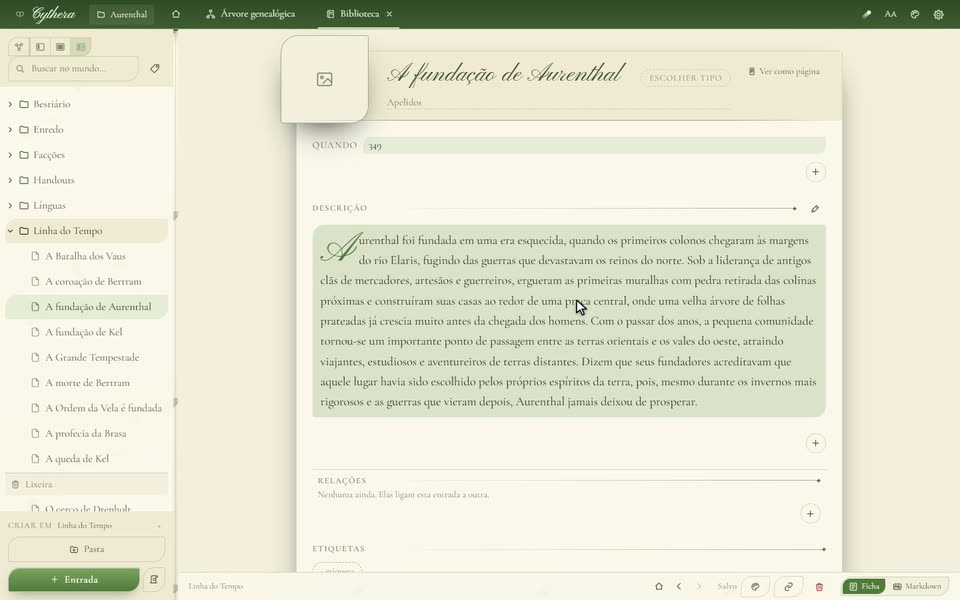 Cythera
Aurenthal
Árvore genealógica
Biblioteca
AA
Buscar no mundo...
Bestiário
Enredo
Facções
Handouts
Línguas
Linha do Tempo
A Batalha dos Vaus
A coroação de Bertram
A fundação de Aurenthal
A fundação de Kel
A Grande Tempestade
A morte de Bertram
A Ordem da Vela é fundada
A profecia da Brasa
A queda de Kel
Lixeira
O cerco de Drenholt
CRIAR EM Linha do Tempo
Pasta
+ Entrada
A fundação de Aurenthal
ESCOLHER TIPO
Ver como página
Apelidos
QUANDO 349
DESCRIÇÃO
Aurenthal foi fundada em uma era esquecida, quando os primeiros colonos chegaram às margens
do rio Elaris, fugindo das guerras que devastavam os reinos do norte. Sob a liderança de antigos
clãs de mercadores, artesãos e guerreiros, ergueram as primeiras muralhas com pedra retirada das colinas
próximas e construíram suas casas ao redor de uma praça central, onde uma velha árvore de folhas
prateadas já crescia muito antes da chegada dos homens. Com o passar dos anos, a pequena comunidade
tornou-se um importante ponto de passagem entre as terras orientais e os vales do oeste, atraindo
viajantes, estudiosos e aventureiros de terras distantes. Dizem que seus fundadores acreditavam que
aquele lugar havia sido escolhido pelos próprios espíritos da terra, pois, mesmo durante os invernos mais
rigorosos e as guerras que vieram depois, Aurenthal jamais deixou de prosperar.
RELAÇÕES
Nenhuma ainda. Elas ligam esta entrada a outra.
ETIQUETAS
+ etiqueta
Linha do Tempo
Salvo
Ficha
Markdown